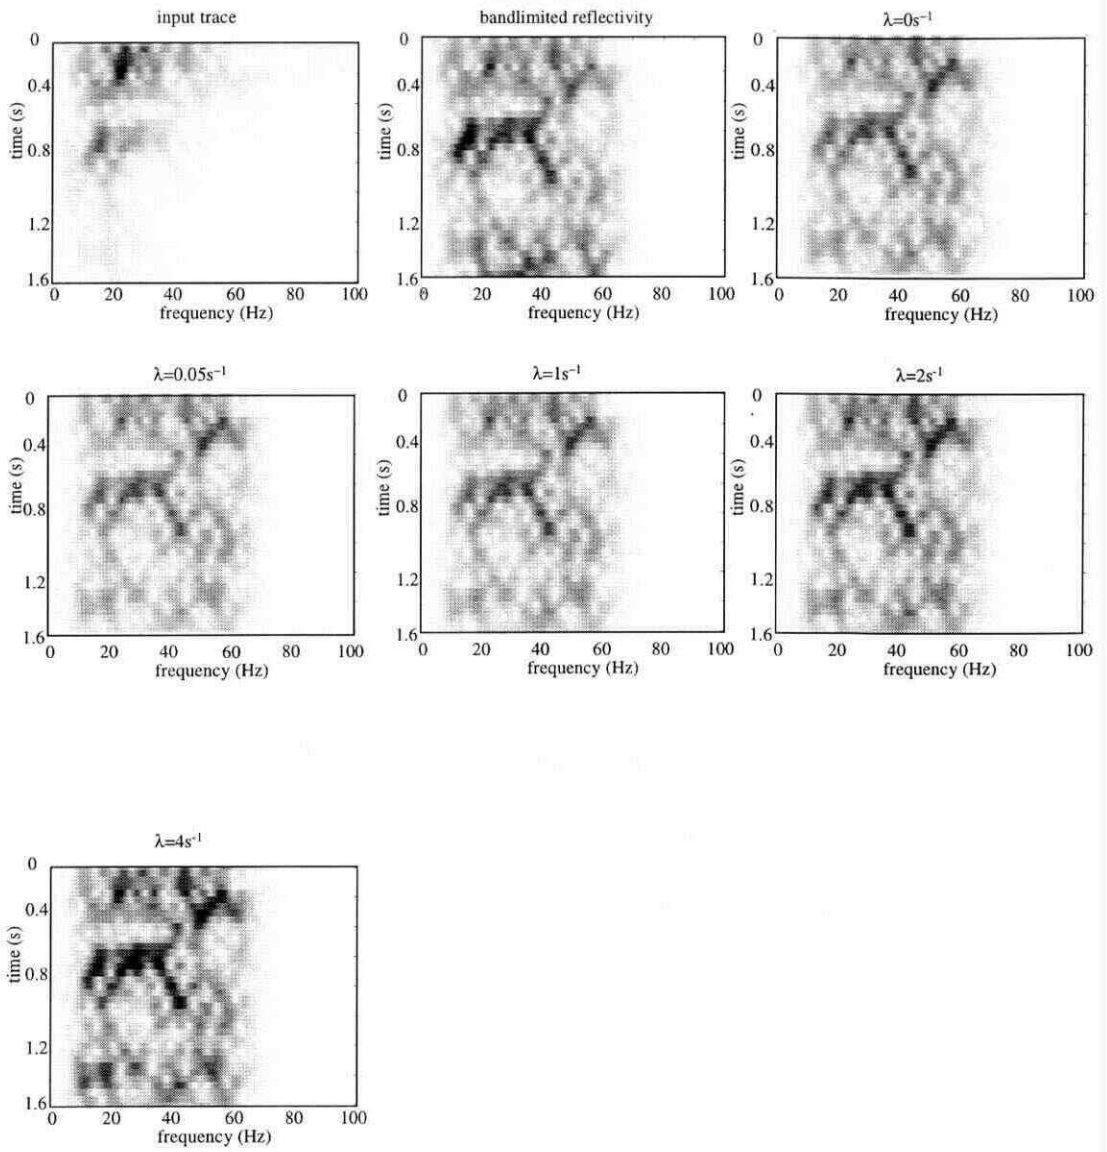 input trace
bandlimited reflectivity
λ=0s⁻¹
0
0.4
0.8
1.2
1.6
time (s)
0 20 40 60 80 100
frequency (Hz)
0
0.4
0.8
1.2
1.6
time (s)
0 20 40 60 80 100
frequency (Hz)
0
0.4
0.8
1.2
1.6
time (s)
0 20 40 60 80 100
frequency (Hz)
λ=0.05s⁻¹
λ=1s⁻¹
λ=2s⁻¹
0
0.4
0.8
1.2
1.6
time (s)
0 20 40 60 80 100
frequency (Hz)
0
0.4
0.8
1.2
1.6
time (s)
0 20 40 60 80 100
frequency (Hz)
0
0.4
0.8
1.2
1.6
time (s)
0 20 40 60 80 100
frequency (Hz)
λ=4s⁻¹
0
0.4
0.8
1.2
1.6
time (s)
0 20 40 60 80 100
frequency (Hz)